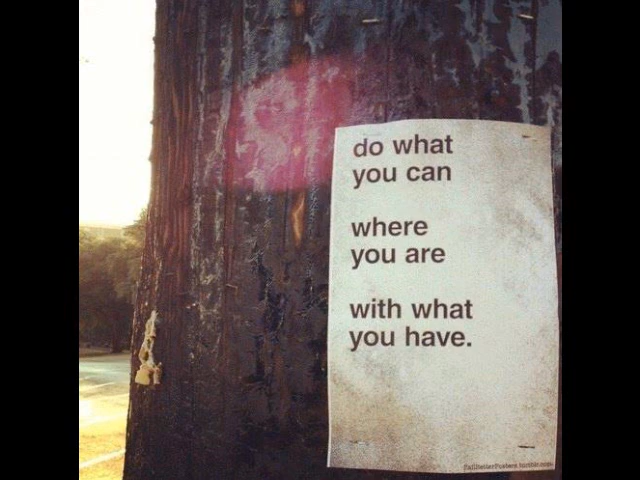 do what
you can
where
you are
with what
you have.